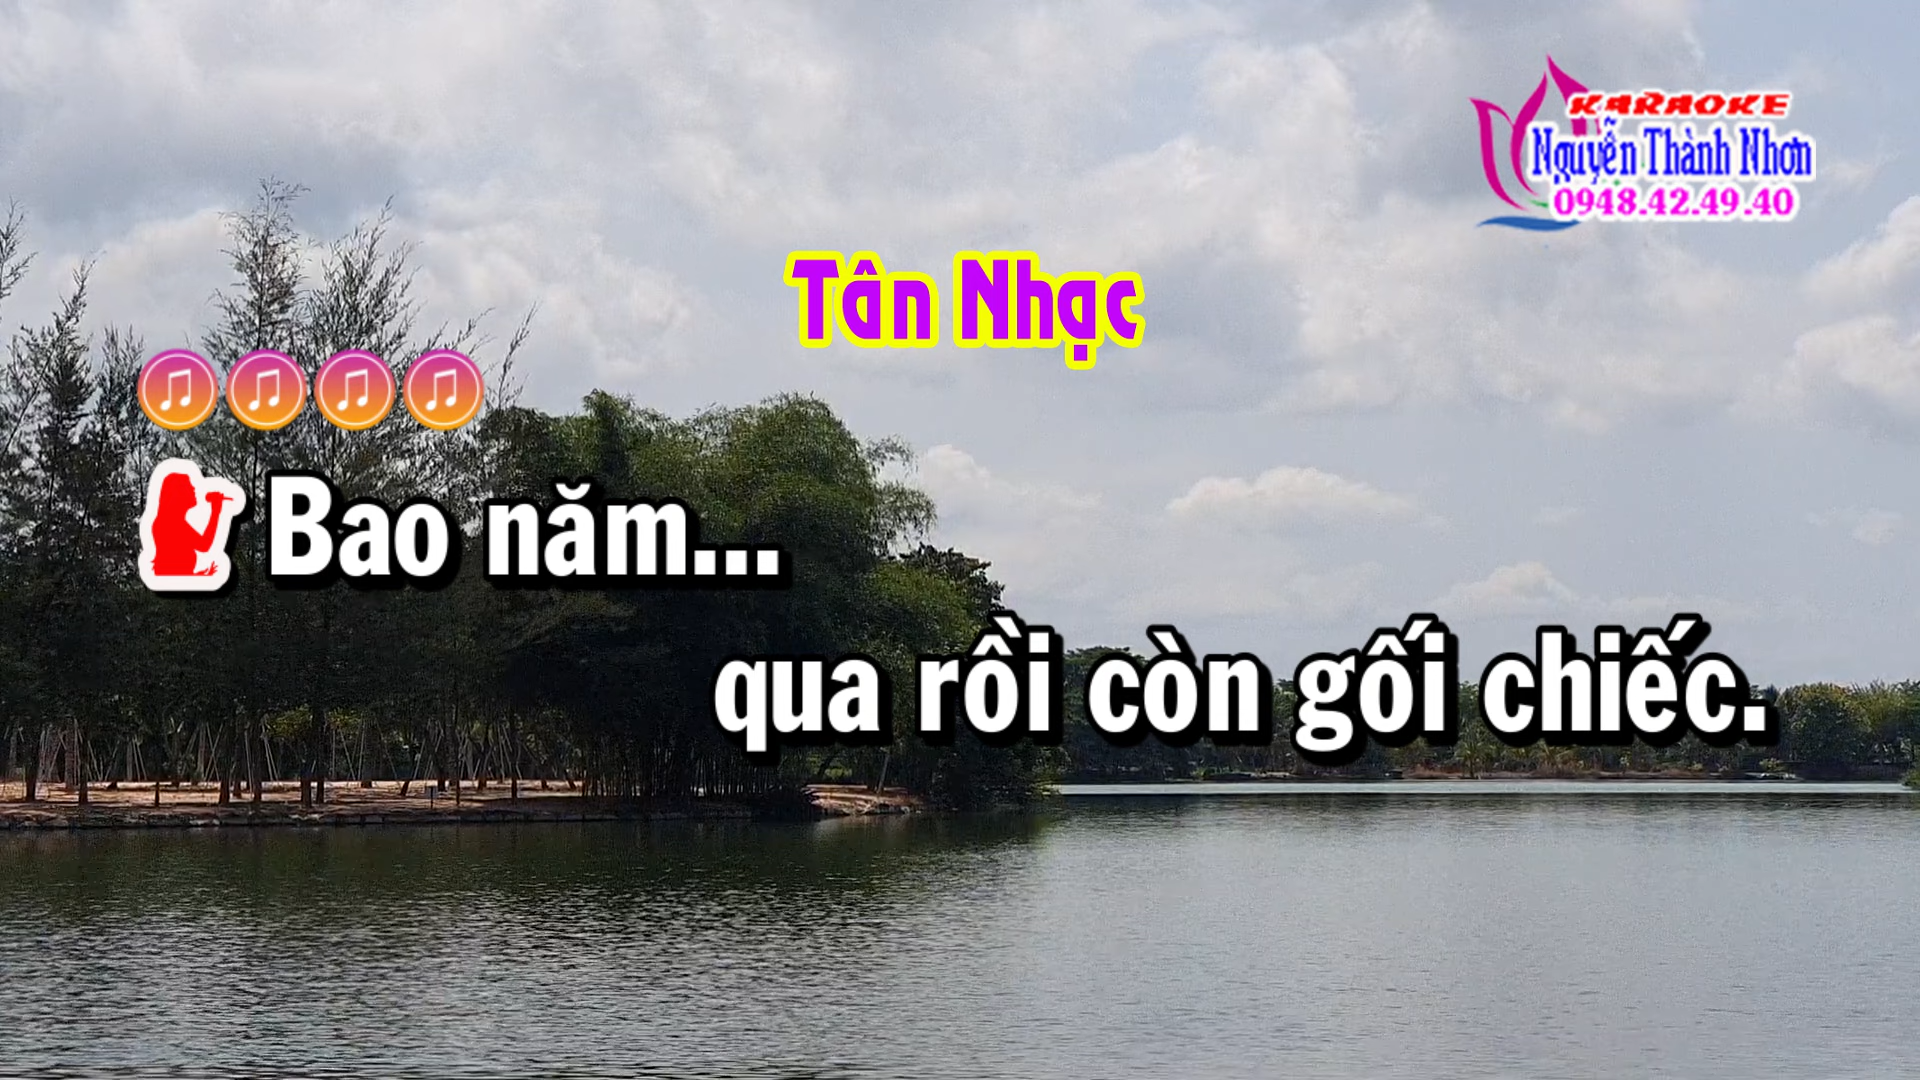 KARAOKE
Nguyễn Thành Nhơn
0948.42.49.40
Tân Nhạc
Bao năm...
qua rồi còn gối chiếc.